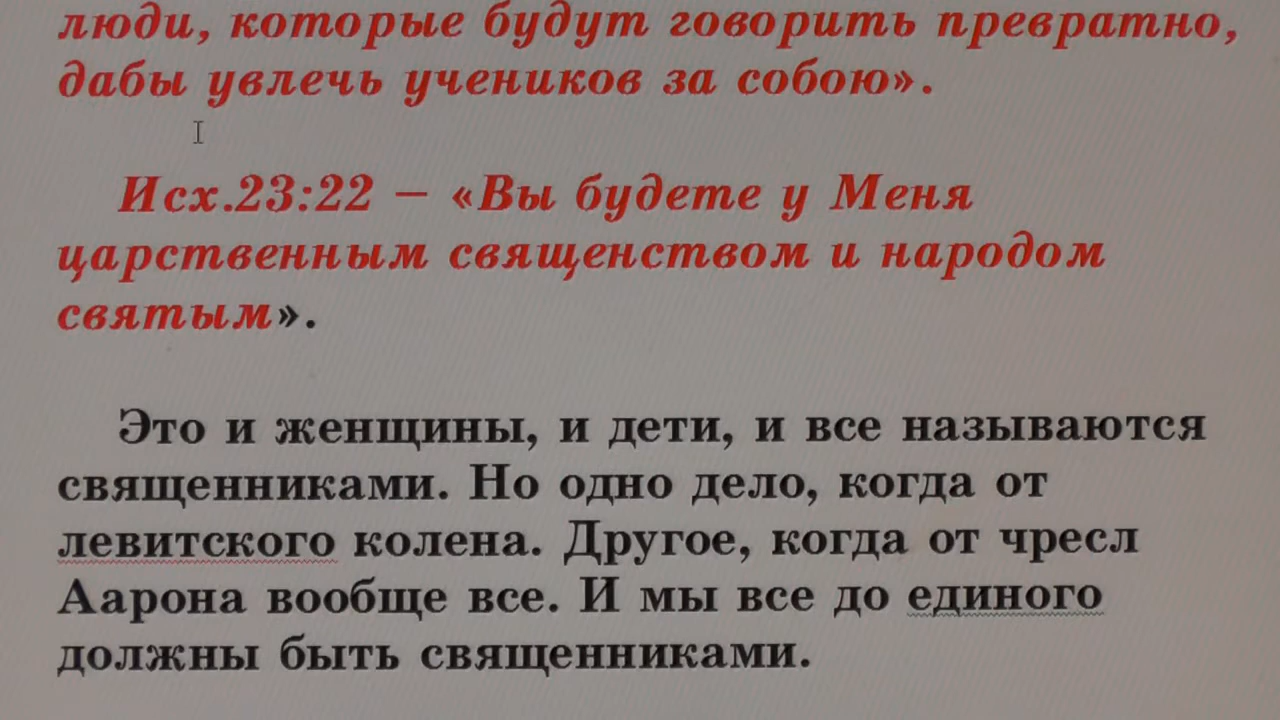 люди, которые будут говорить превратно,
дабы увлечь учеников за собою».
Исх.23:22 – «Вы будете у Меня
царственным священством и народом
святым».
Это и женщины, и дети, и все называются
священниками. Но одно дело, когда от
левитского колена. Другое, когда от чресл
Аарона вообще все. И мы все до единого
должны быть священниками.